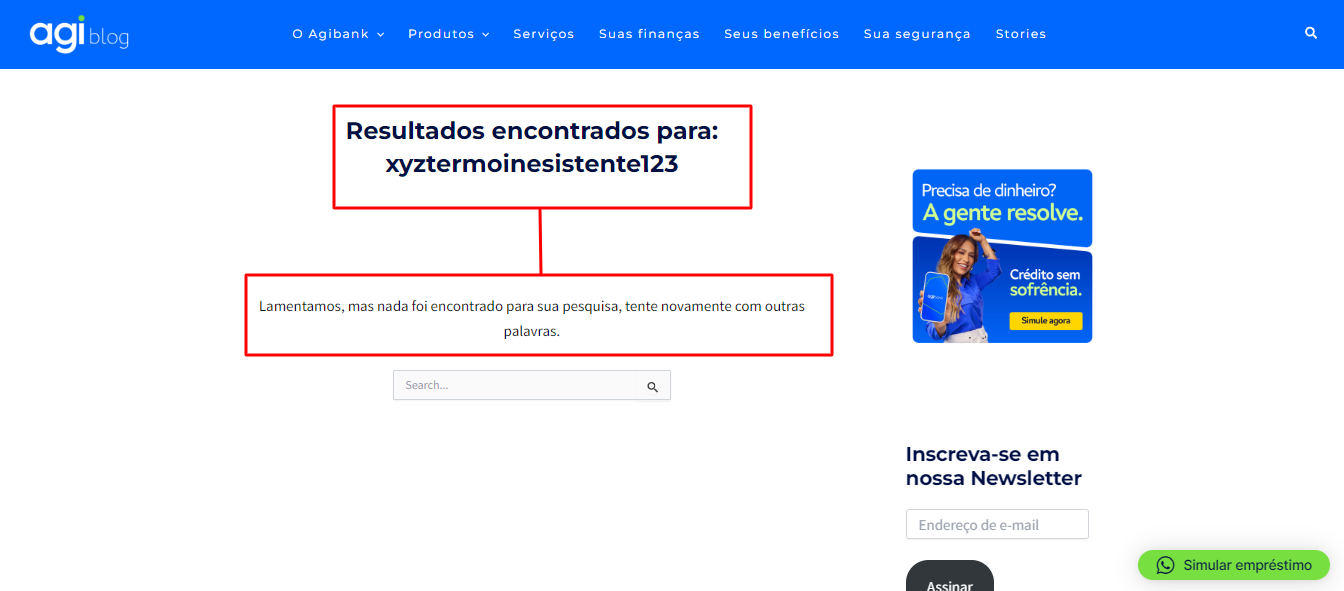 agi blog
O Agibank
Produtos
Serviços
Suas finanças
Seus benefícios
Sua segurança
Stories
Resultados encontrados para:
xyztermoinesistente123
Lamentamos, mas nada foi encontrado para sua pesquisa, tente novamente com outras
palavras.
Search...
Precisa de dinheiro?
A gente resolve.
Crédito sem
sofrência.
Simule agora
Inscreva-se em
nossa Newsletter
Endereço de e-mail
Assinar
Simular empréstimo